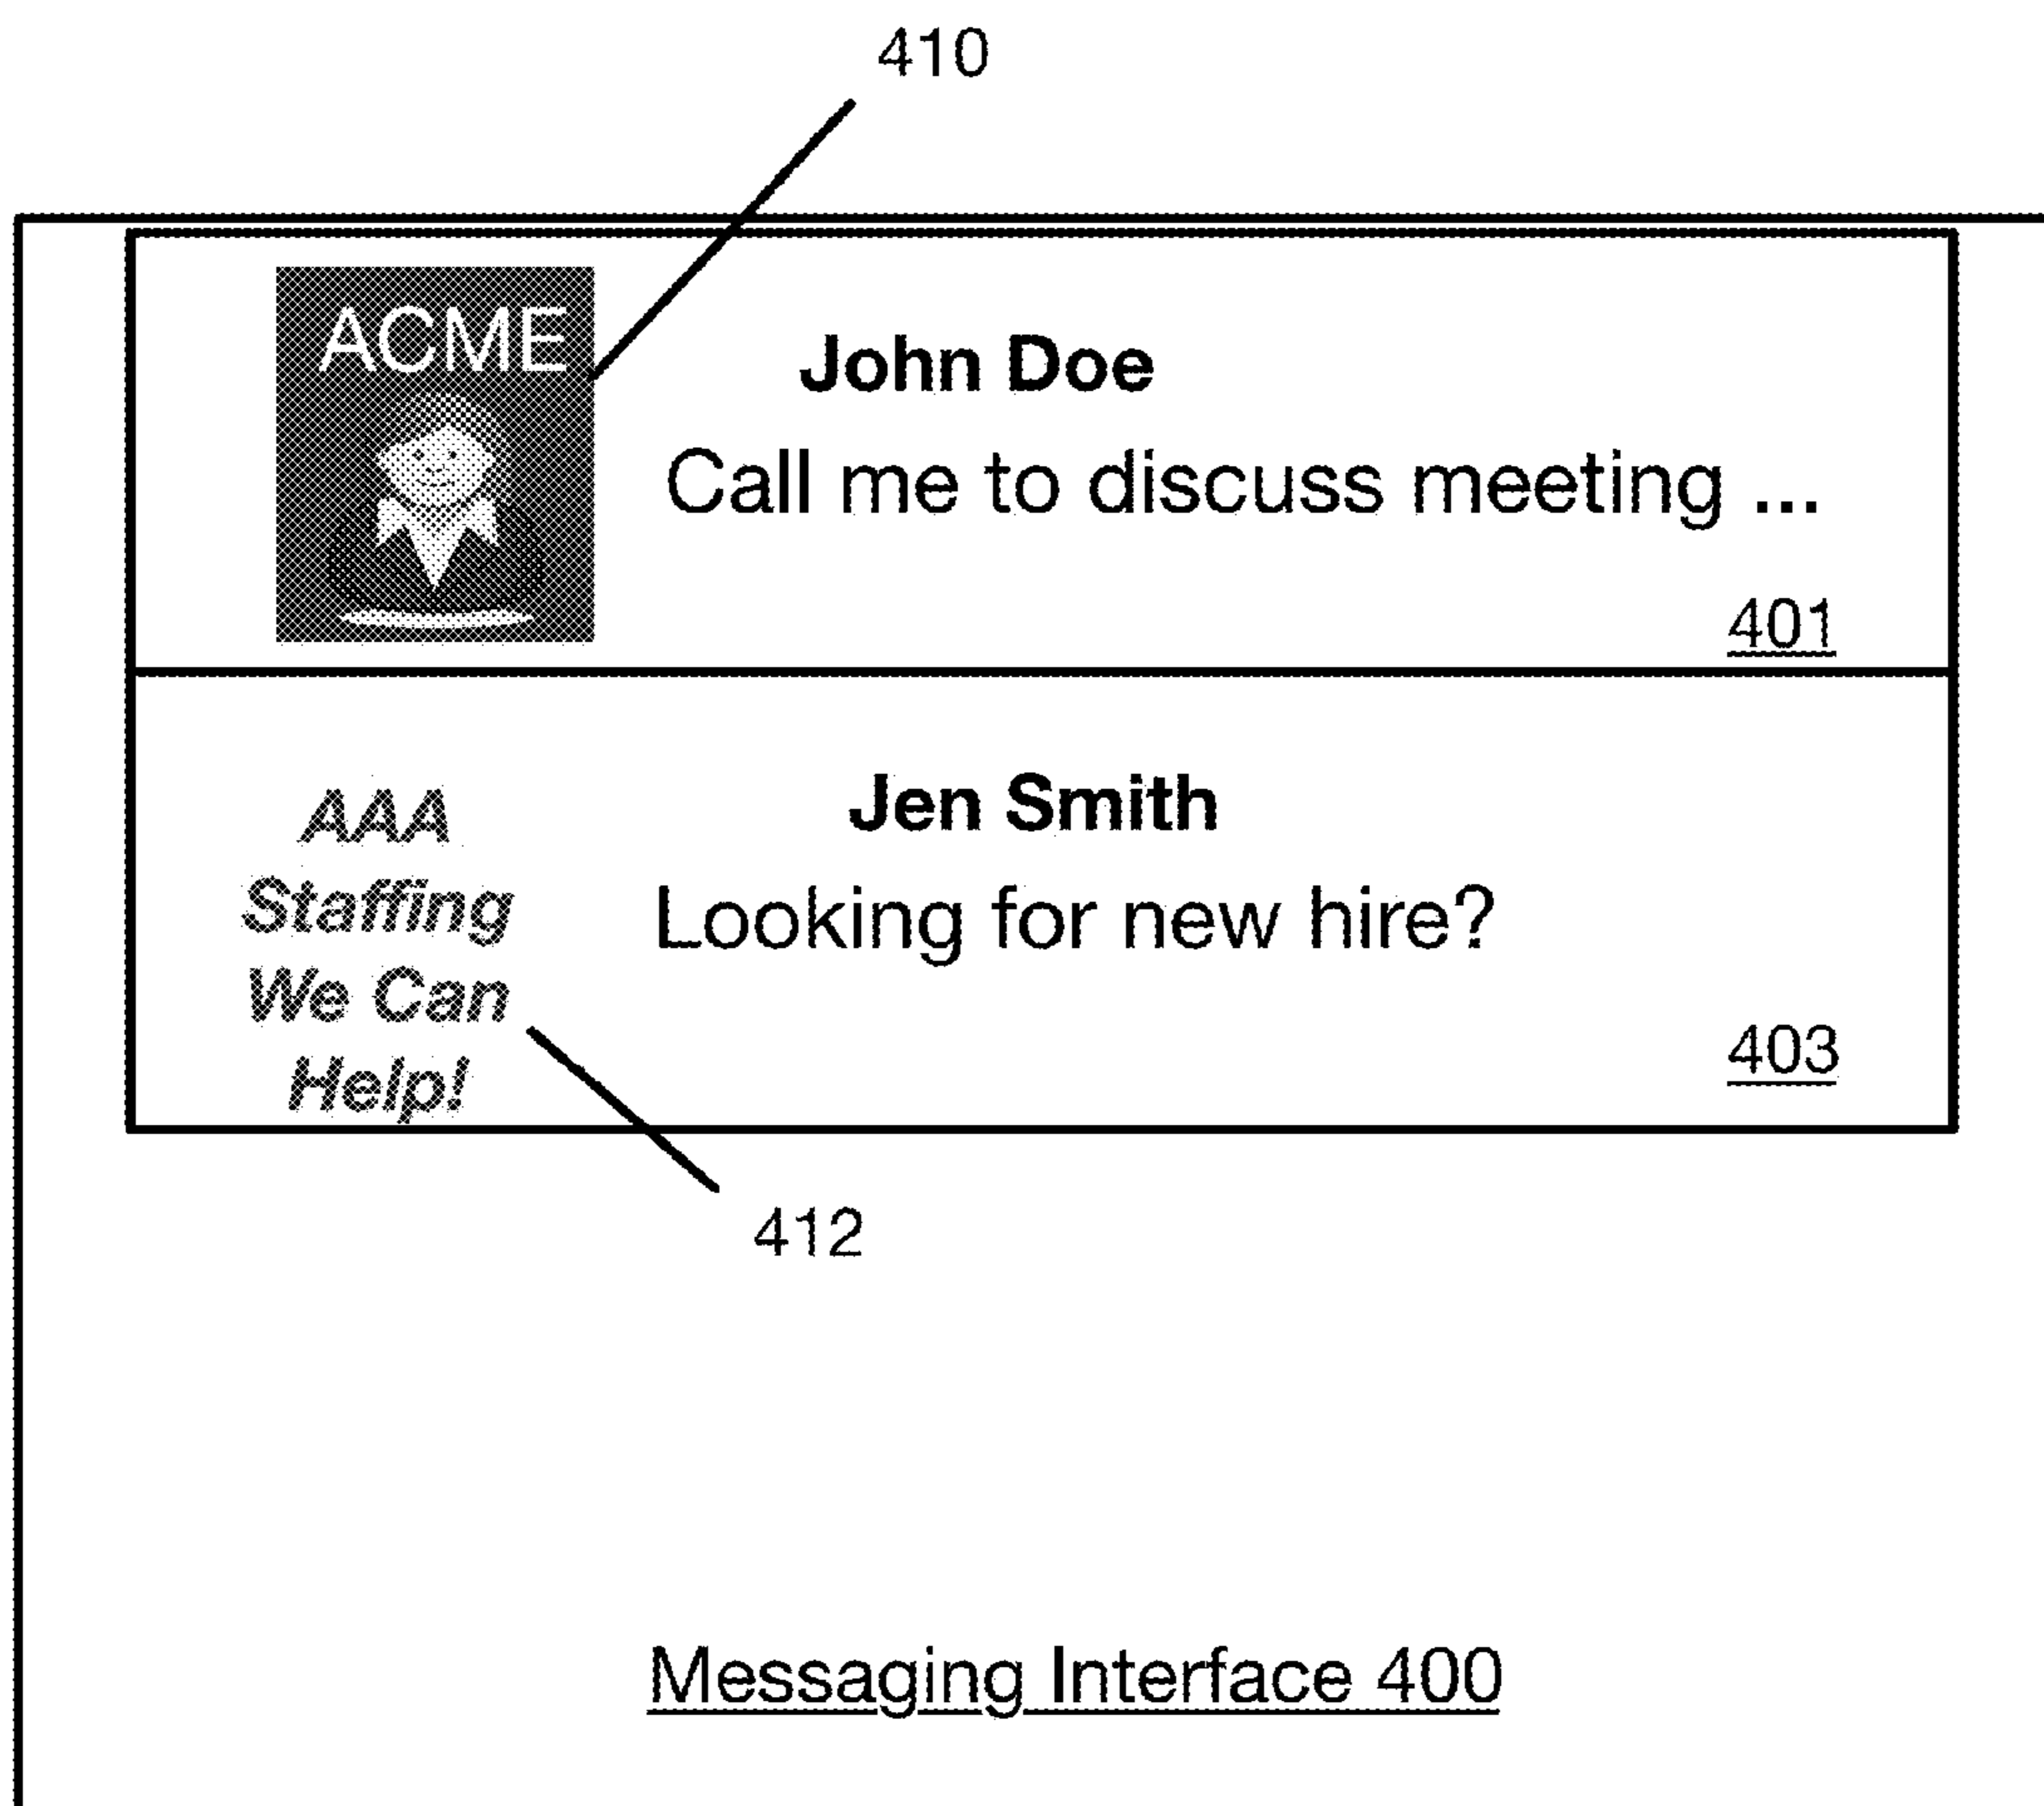 410
ACME
John Doe
Call me to discuss meeting ...
401
AAA
Staffing
We Can
Help!
Jen Smith
Looking for new hire?
403
412
Messaging Interface 400